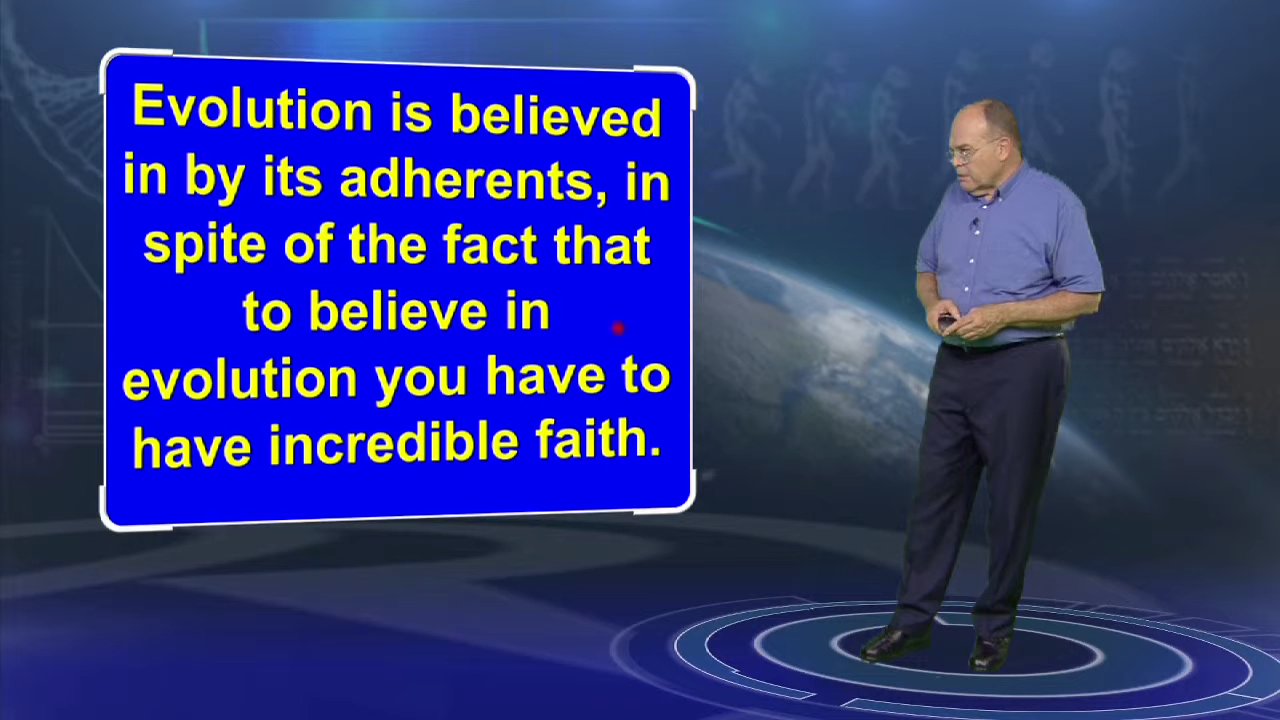 Evolution is believed
in by its adherents, in
spite of the fact that
to believe in
evolution you have to
have incredible faith.